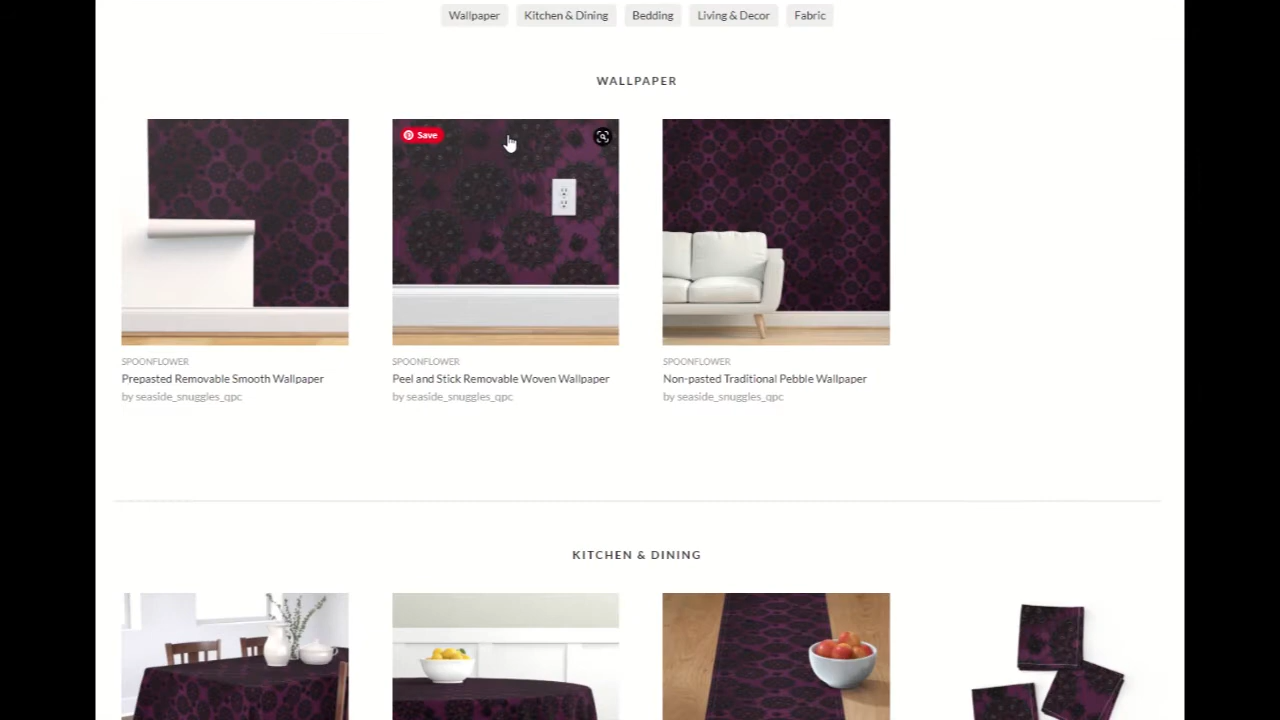 Wallpaper Kitchen & Dining Bedding Living & Decor Fabric
WALLPAPER
Save
SPOONFLOWER
Prepasted Removable Smooth Wallpaper
by seaside_snuggles_qpc
SPOONFLOWER
Peel and Stick Removable Woven Wallpaper
by seaside_snuggles_qpc
SPOONFLOWER
Non-pasted Traditional Pebble Wallpaper
by seaside_snuggles_qpc
KITCHEN & DINING